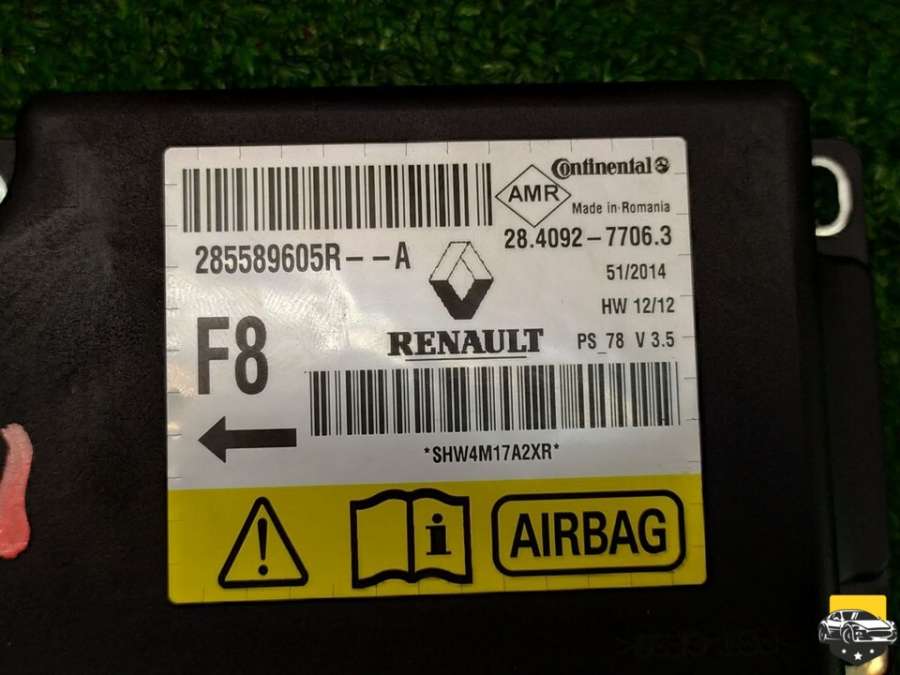 Continental
AMR
Made in Romania
285589605R--A
28.4092-7706.3
51/2014
HW 12/12
F8
RENAULT
PS_78 V 3.5
*SHW4M17A2XR*
i
AIRBAG